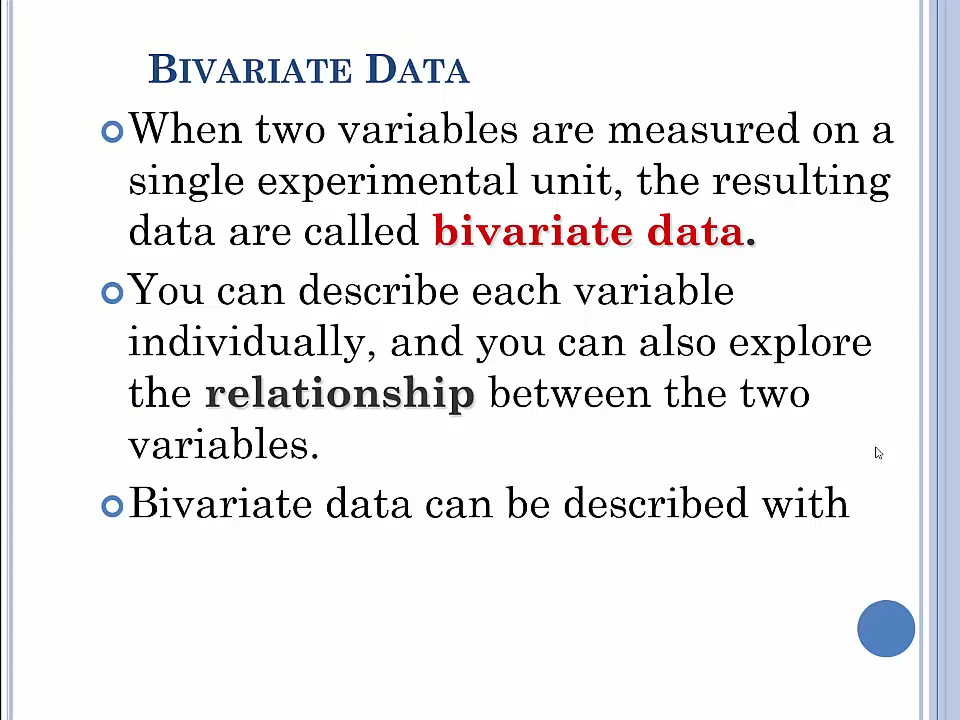 Bivariate Data
When two variables are measured on a
single experimental unit, the resulting
data are called bivariate data.
You can describe each variable
individually, and you can also explore
the relationship between the two
variables.
Bivariate data can be described with